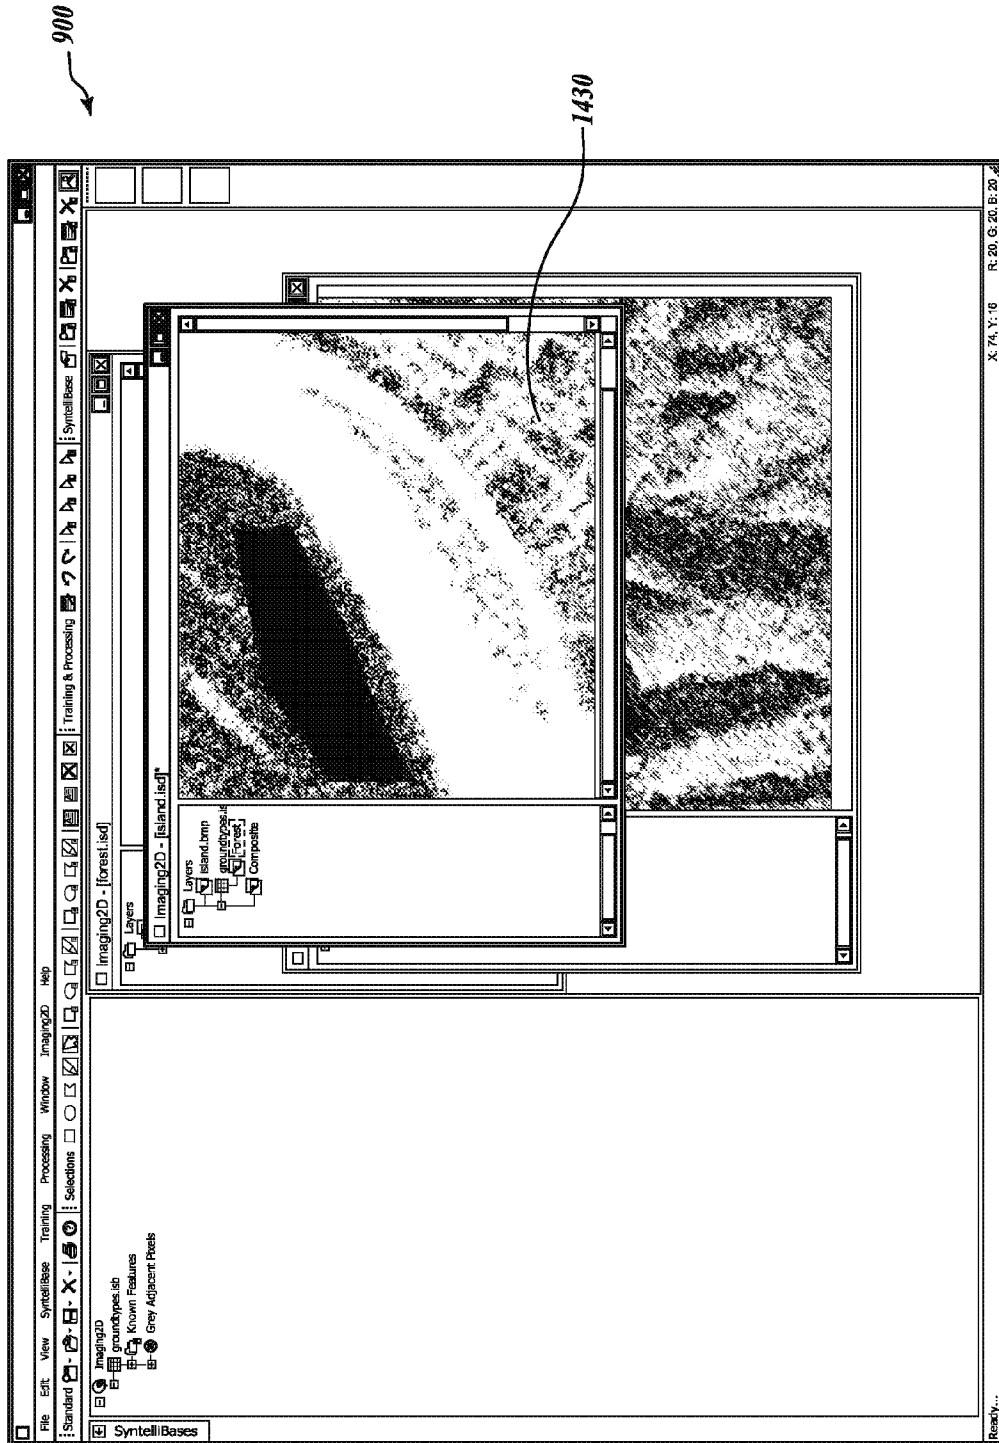 900
File Edit View SyntelliBase Training Processing Window Imaging2D Help
Standard Selections Training & Processing SyntelliBase
SyntelliBases
Imaging2D
groundtypes.isb
Known Features
Grey Adjacent Pixels
Imaging2D - [forest.isd]
Layers
Imaging2D - [island.isd]*
Layers
island.bmp
groundtypes.is
Forest
Composite
1430
Ready...
X: 74, Y: 16 R: 20, G: 20, B: 20